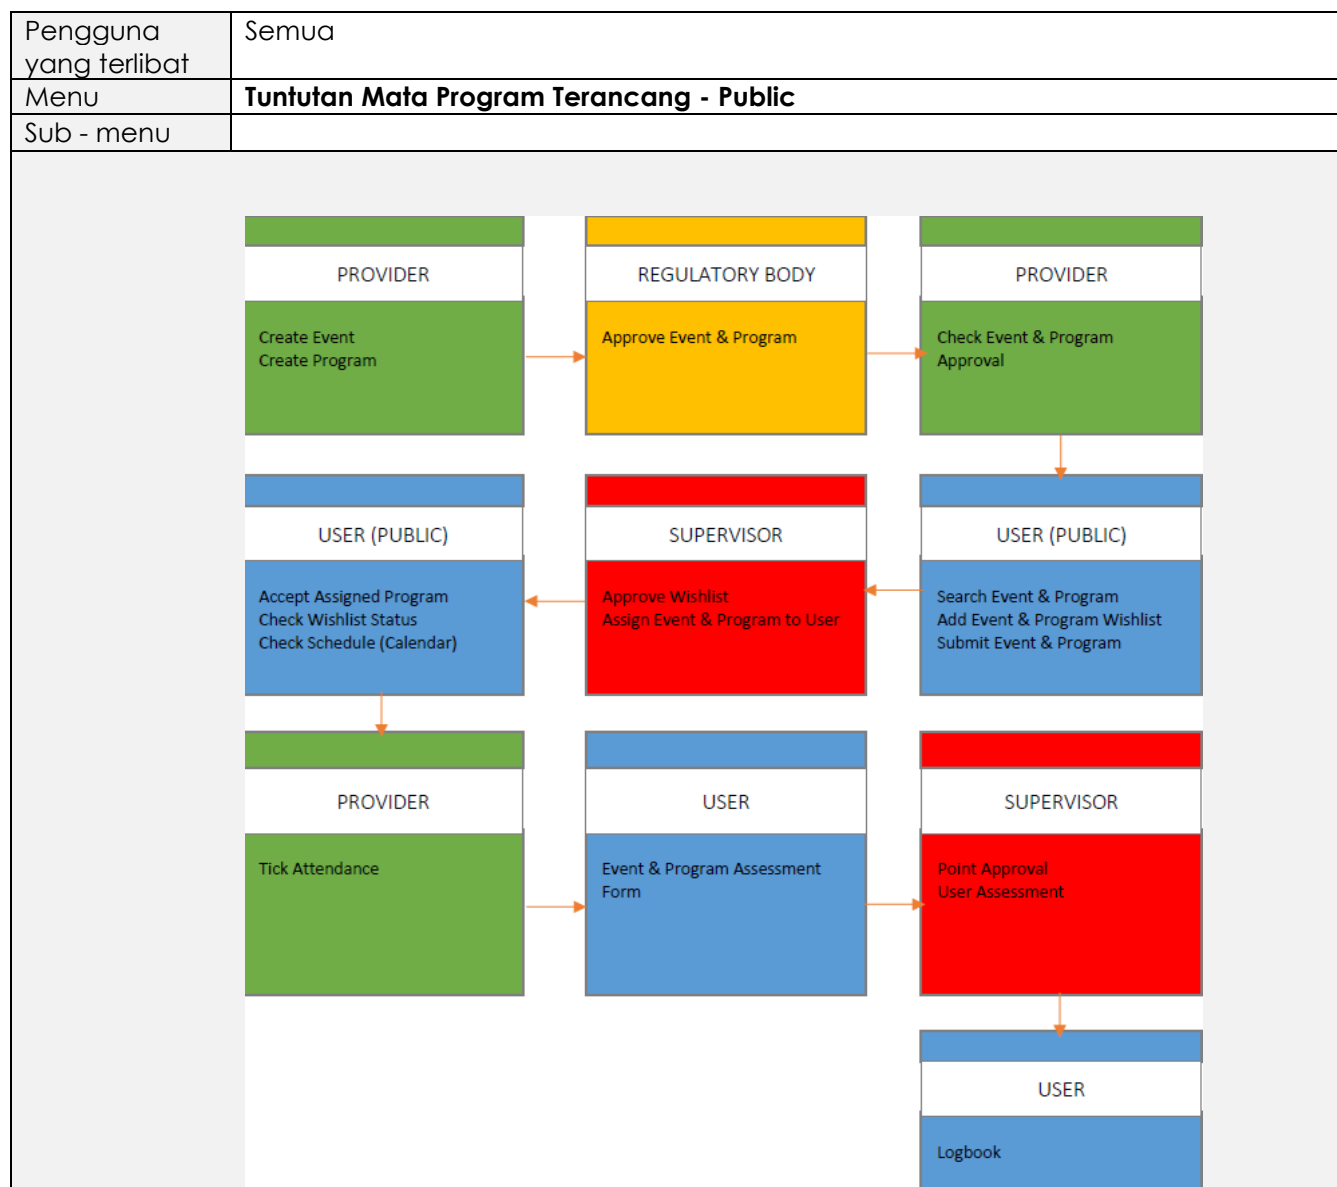 Pengguna
yang terlibat
Semua
Menu
Tuntutan Mata Program Terancang - Public
Sub - menu
PROVIDER
Create Event
Create Program
REGULATORY BODY
Approve Event & Program
PROVIDER
Check Event & Program
Approval
USER (PUBLIC)
Accept Assigned Program
Check Wishlist Status
Check Schedule (Calendar)
SUPERVISOR
Approve Wishlist
Assign Event & Program to User
USER (PUBLIC)
Search Event & Program
Add Event & Program Wishlist
Submit Event & Program
PROVIDER
Tick Attendance
USER
Event & Program Assessment
Form
SUPERVISOR
Point Approval
User Assessment
USER
Logbook